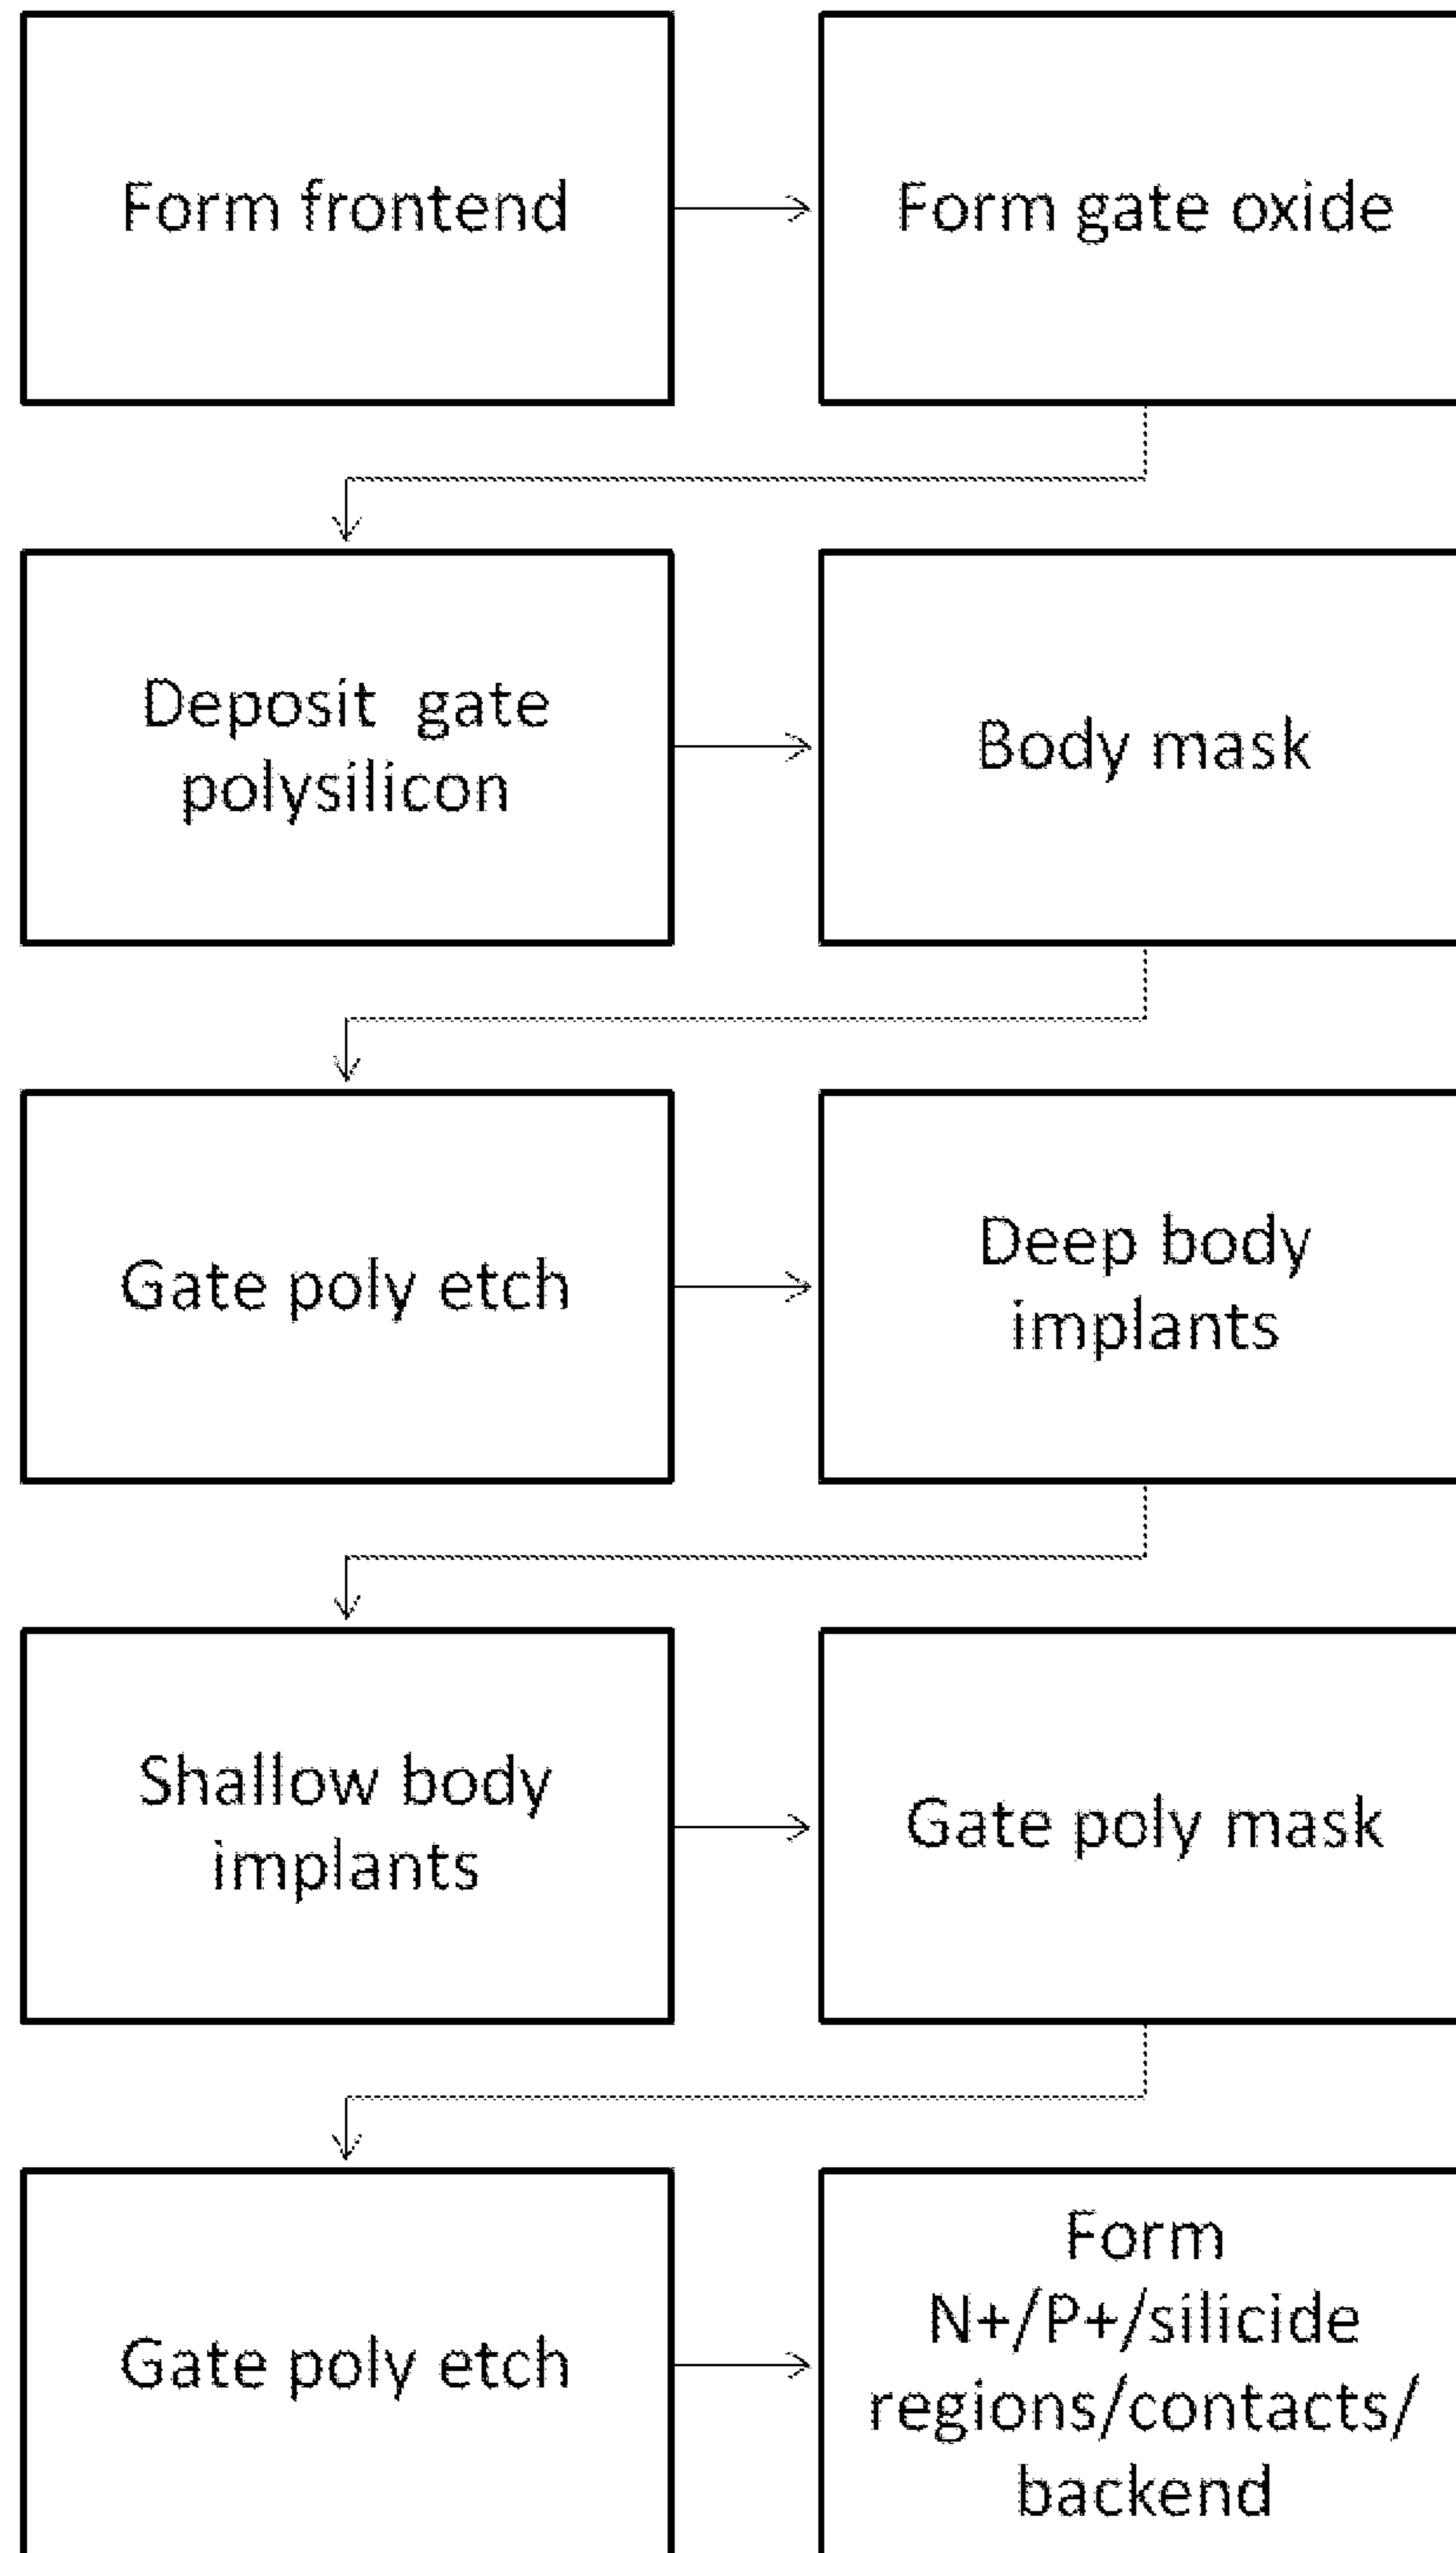 Form frontend
Form gate oxide
Deposit gate
polysilicon
Body mask
Gate poly etch
Deep body
implants
Shallow body
implants
Gate poly mask
Gate poly etch
Form
N+/P+/silicide
regions/contacts/
backend